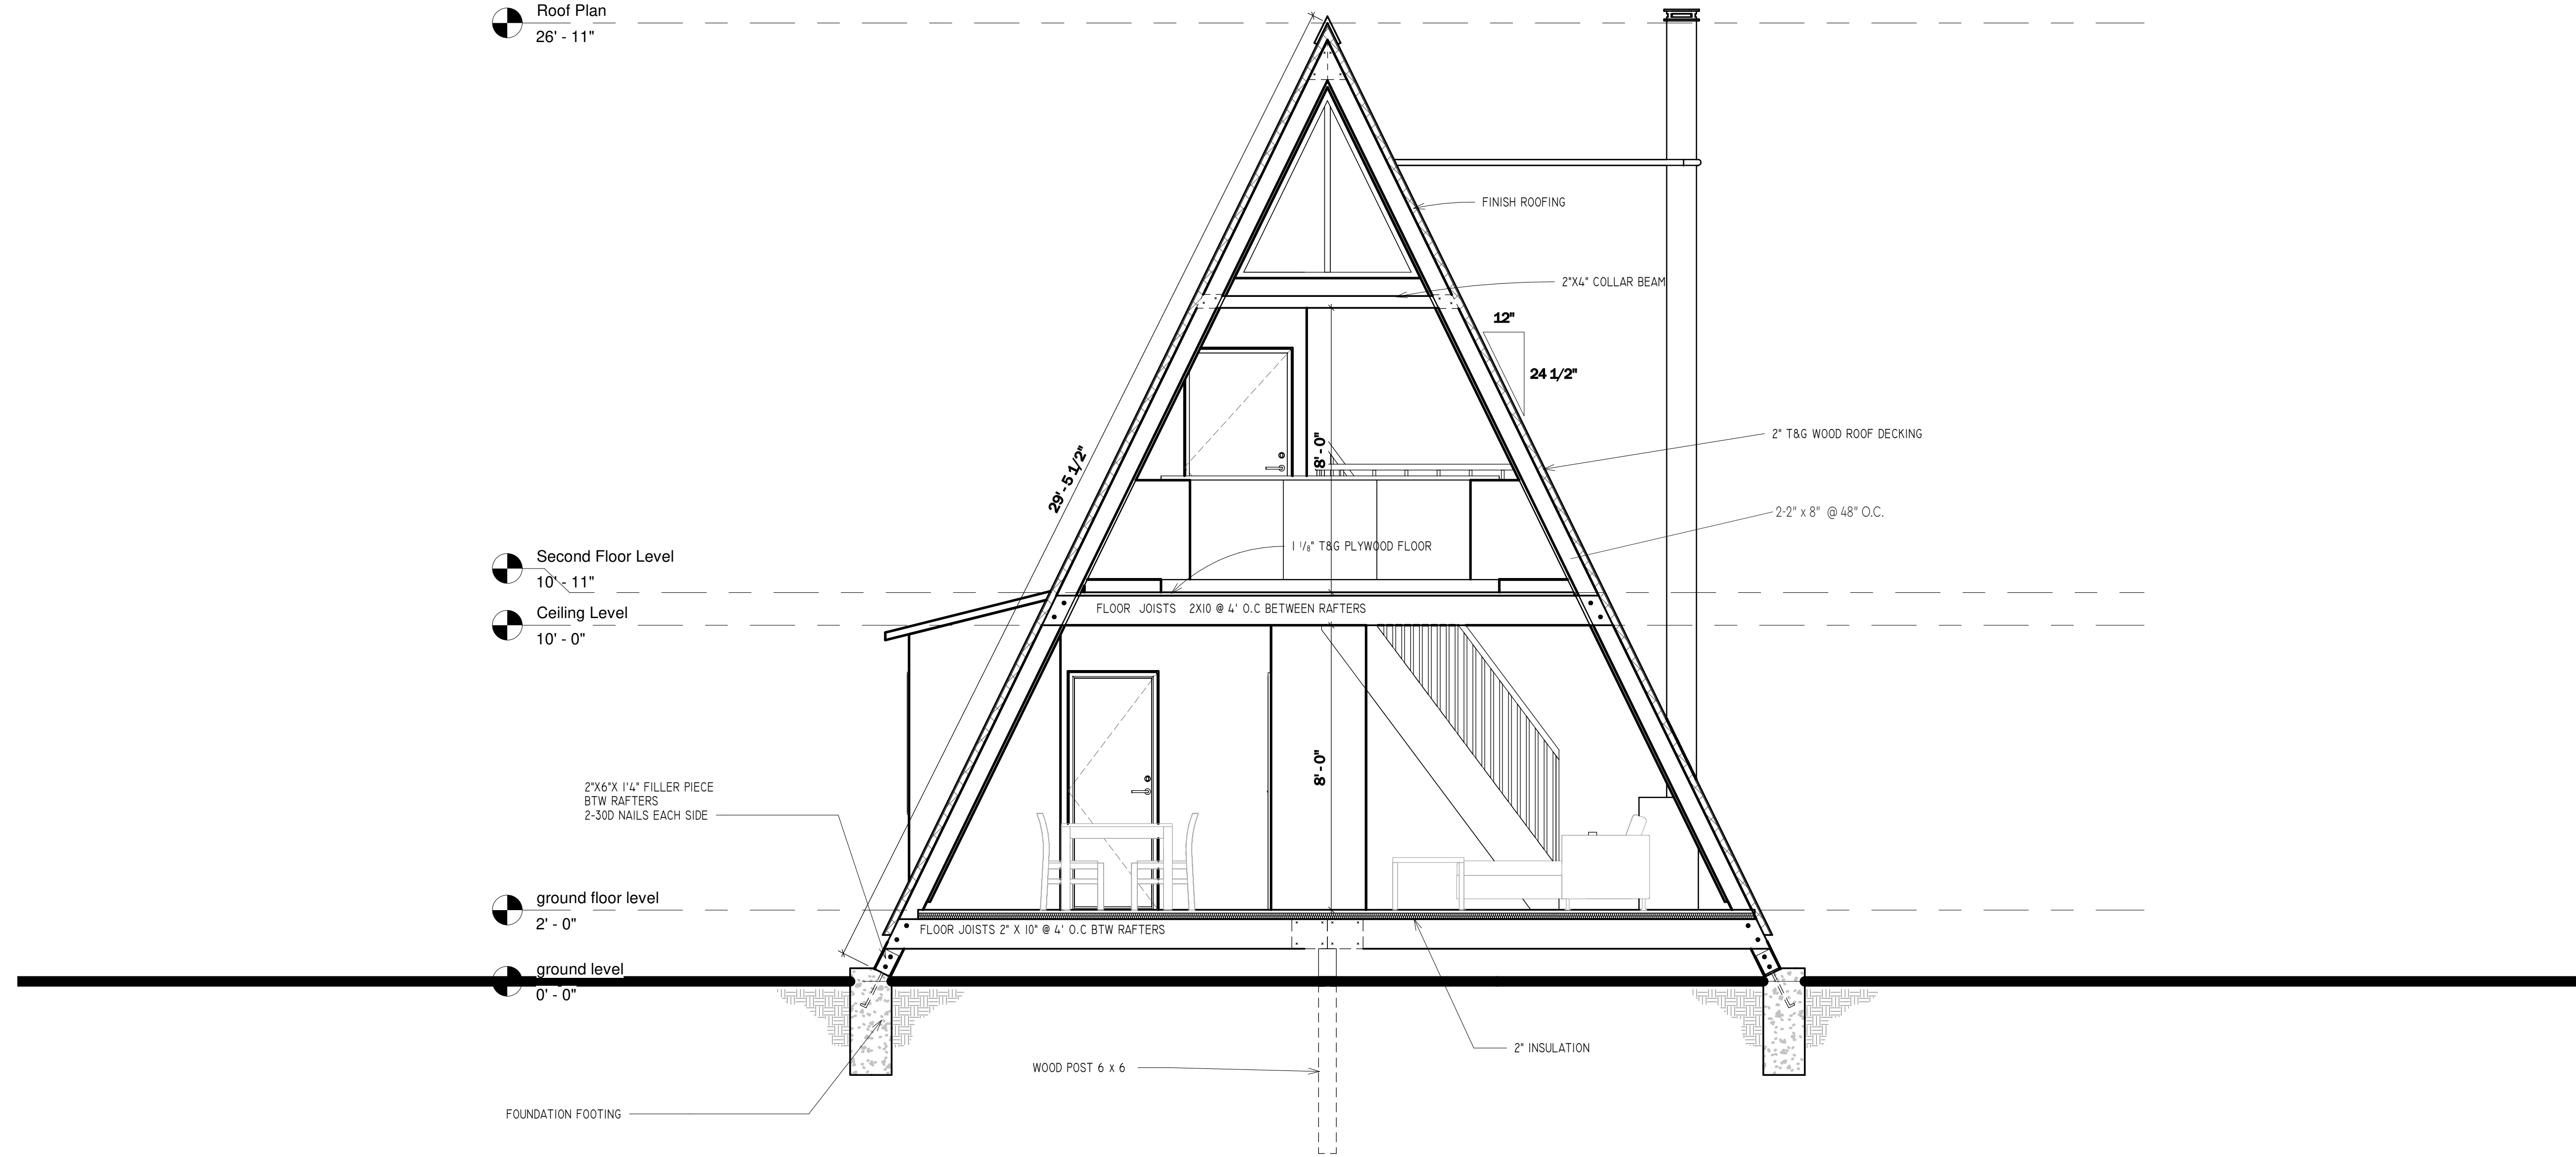 Roof Plan
26' - 11"
FINISH ROOFING
2"X4" COLLAR BEAM
12"
24 1/2"
2" T&G WOOD ROOF DECKING
8'-0"
29'-5 1/2"
2-2" x 8" @ 48" O.C.
1 1/8" T&G PLYWOOD FLOOR
Second Floor Level
10' - 11"
FLOOR JOISTS 2X10 @ 4' O.C BETWEEN RAFTERS
Ceiling Level
10' - 0"
8'-0"
2"X6"X 1'4" FILLER PIECE
BTW RAFTERS
2-30D NAILS EACH SIDE
ground floor level
2' - 0"
FLOOR JOISTS 2" X 10" @ 4' O.C BTW RAFTERS
ground level
0' - 0"
2" INSULATION
WOOD POST 6 x 6
FOUNDATION FOOTING